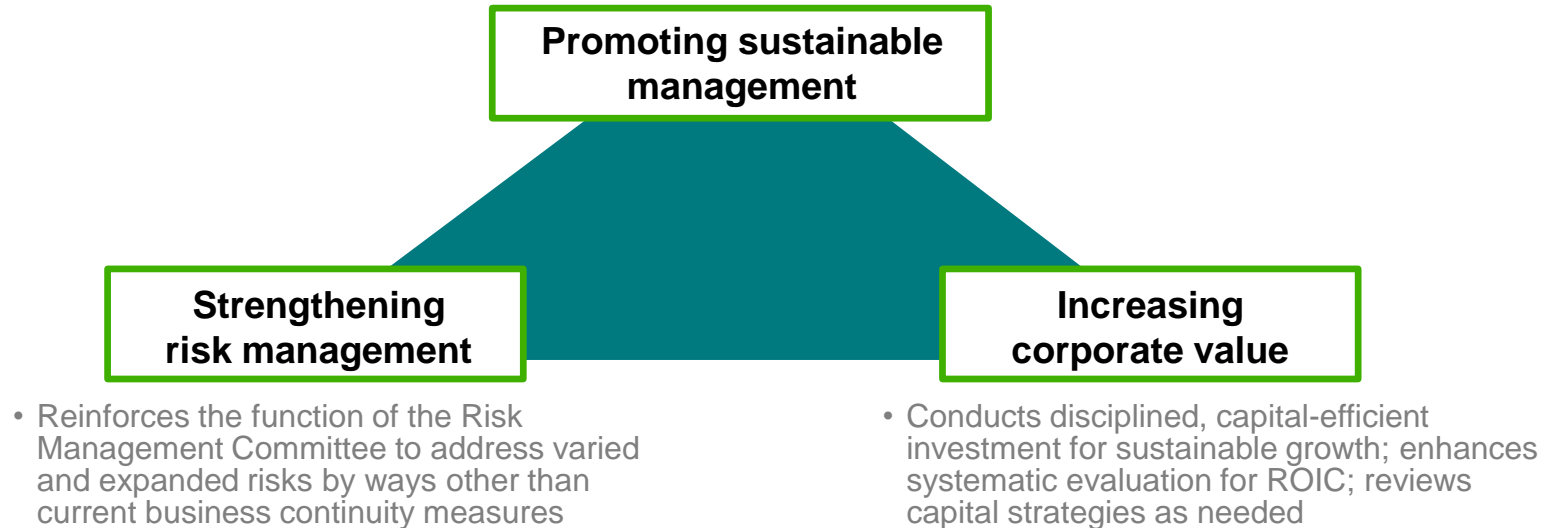 Promoting sustainable
management
Strengthening
risk management
Increasing
corporate value
• Reinforces the function of the Risk
Management Committee to address varied
and expanded risks by ways other than
current business continuity measures
• Conducts disciplined, capital-efficient
investment for sustainable growth; enhances
systematic evaluation for ROIC; reviews
capital strategies as needed